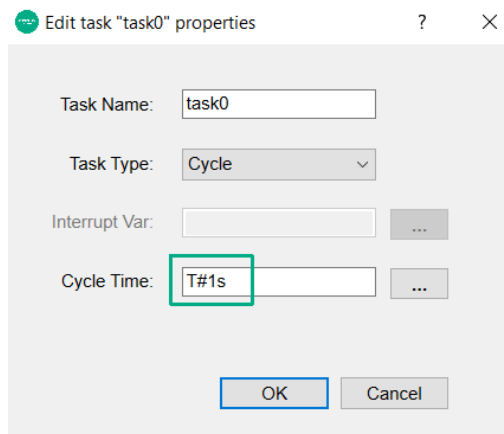 Edit task "task0" properties
?
Task Name: task0
Task Type: Cycle
Interrupt Var: ...
Cycle Time: T#1s ...
OK Cancel